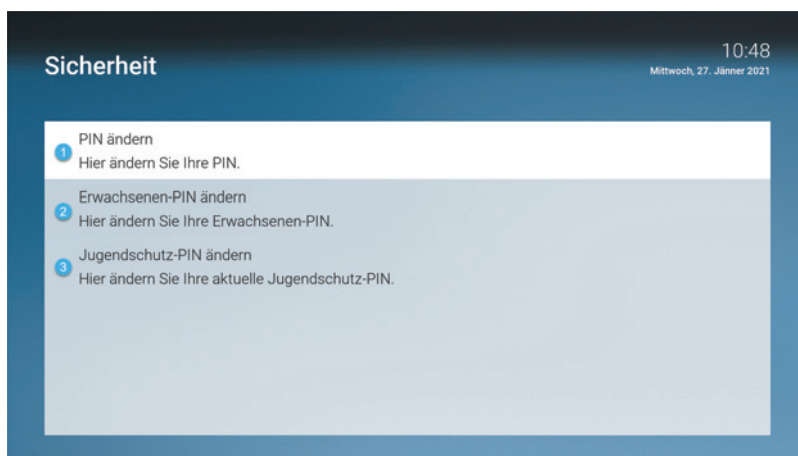 Sicherheit
10:48
Mittwoch, 27. Jänner 2021
PIN ändern
1
Hier ändern Sie Ihre PIN.
Erwachsenen-PIN ändern
2
Hier ändern Sie Ihre Erwachsenen-PIN.
Jugendschutz-PIN ändern
3
Hier ändern Sie Ihre aktuelle Jugendschutz-PIN.